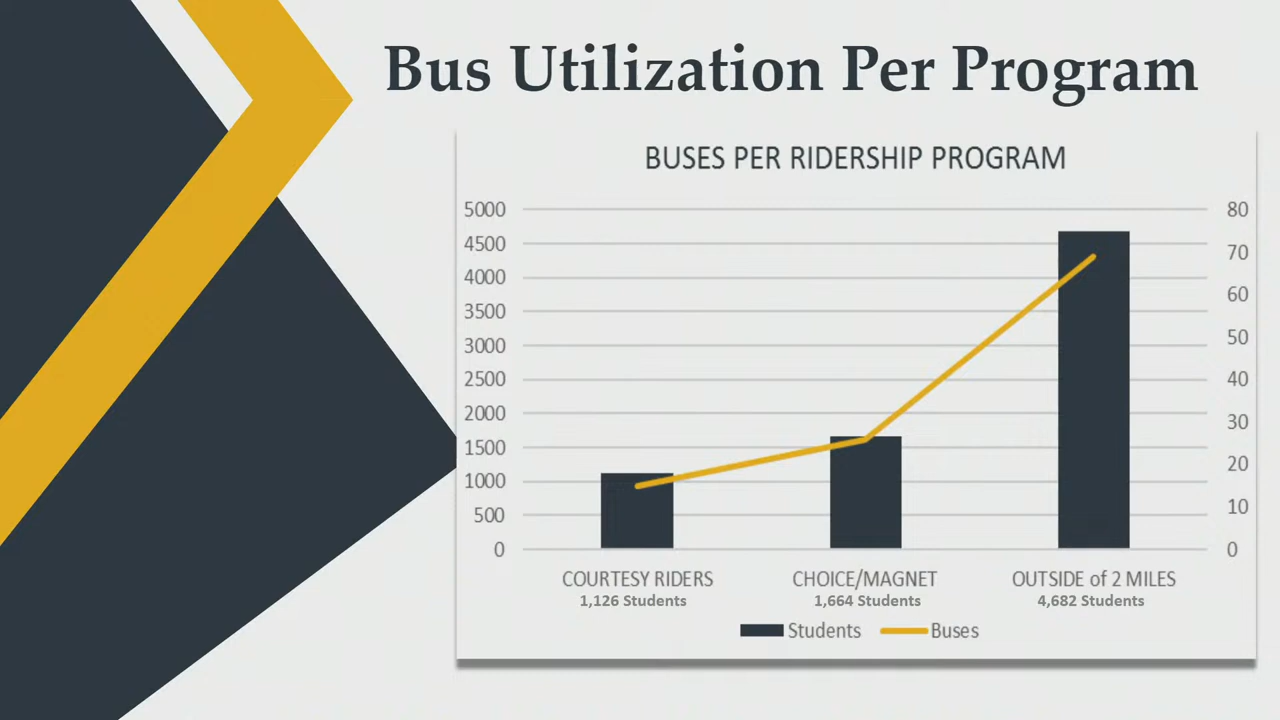 Bus Utilization Per Program
BUSES PER RIDERSHIP PROGRAM
5000
4500
4000
3500
3000
2500
2000
1500
1000
500
0
80
70
60
50
40
30
20
10
0
COURTESY RIDERS
1,126 Students
CHOICE/MAGNET
1,664 Students
OUTSIDE of 2 MILES
4,682 Students
Students
Buses